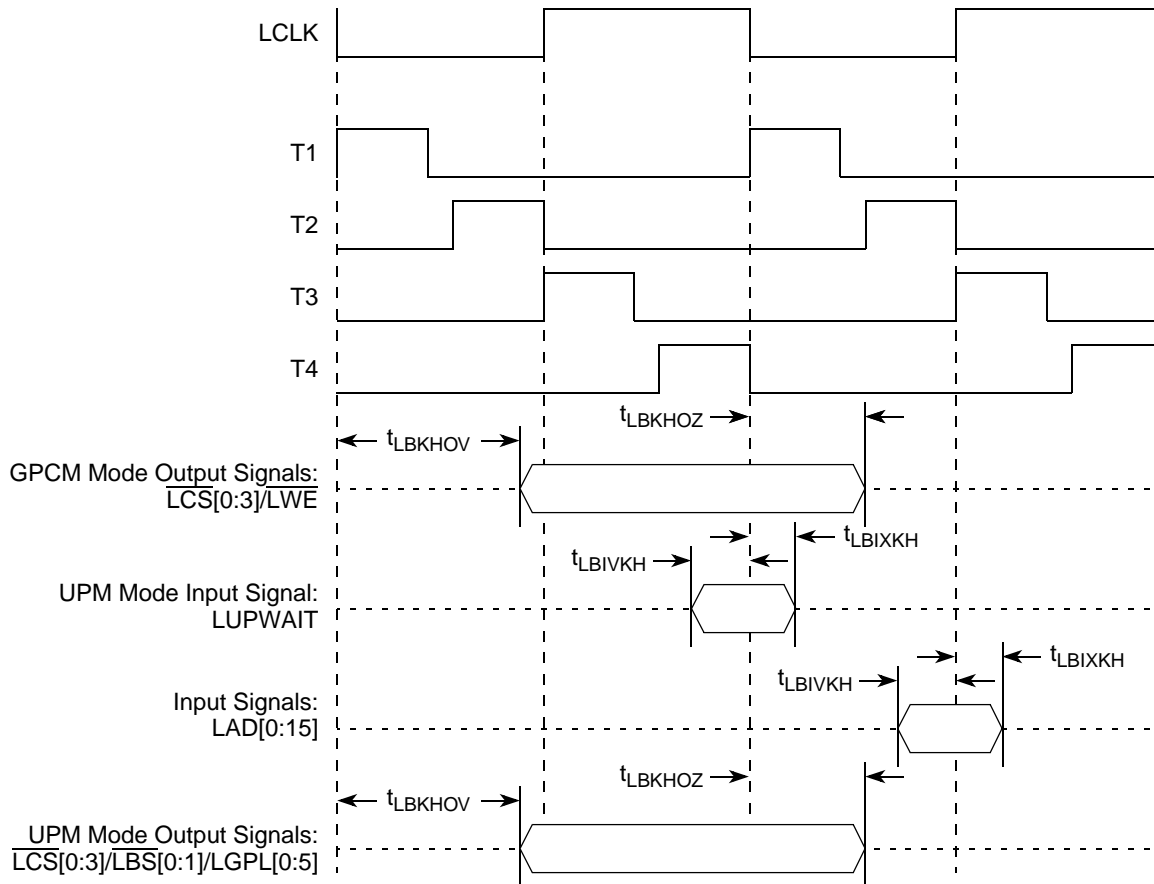 LCLK
T1
T2
T3
T4
tLBKHOZ
tLBKHOV
GPCM Mode Output Signals:
LCS[0:3]/LWE
tLBIXKH
tLBIVKH
UPM Mode Input Signal:
LUPWAIT
tLBIXKH
tLBIVKH
Input Signals:
LAD[0:15]
tLBKHOZ
tLBKHOV
UPM Mode Output Signals:
LCS[0:3]/LBS[0:1]/LGPL[0:5]